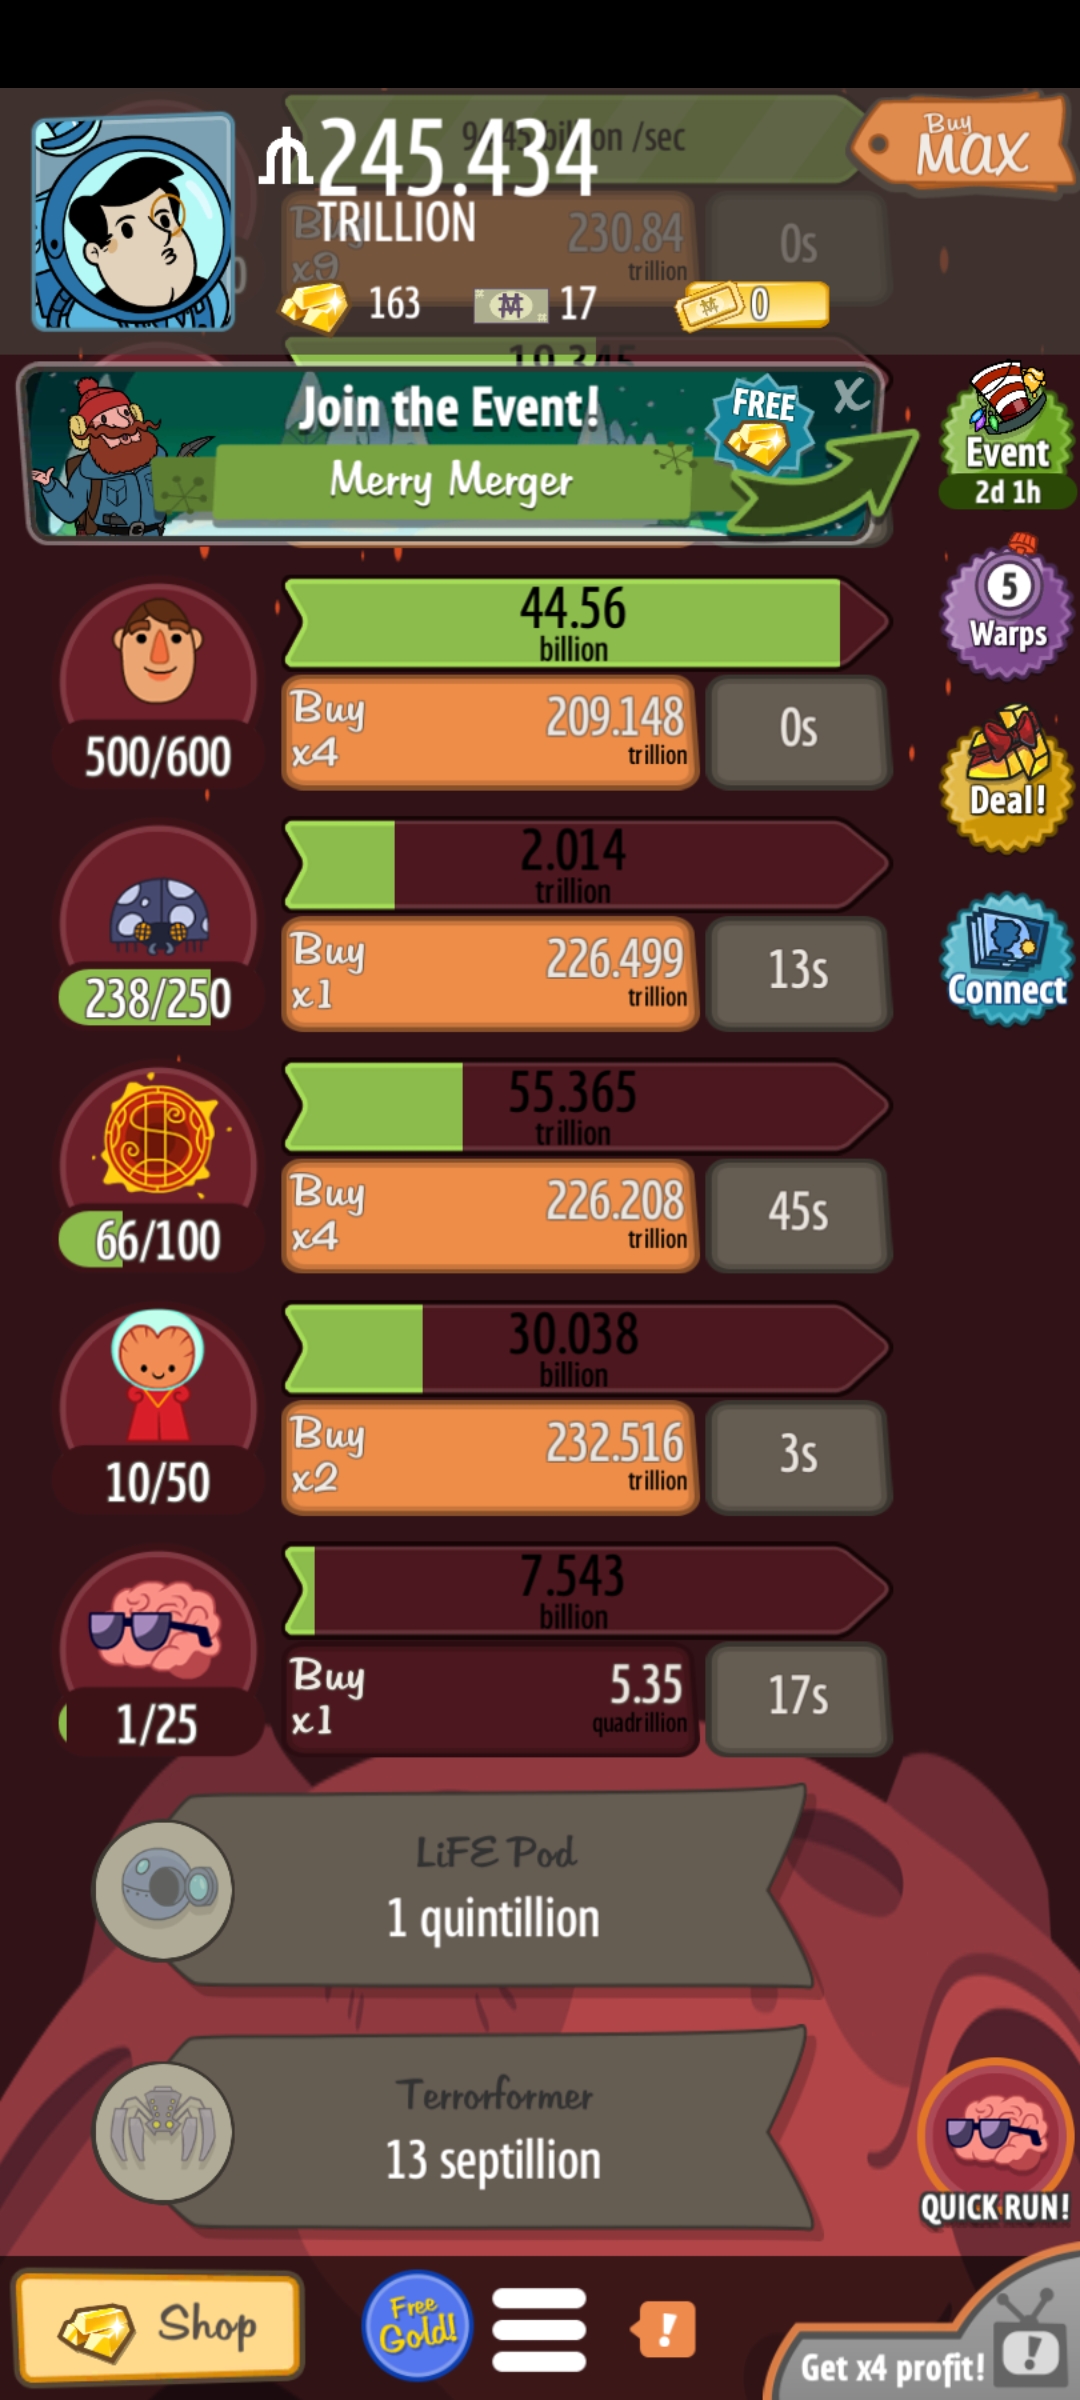 245.434
TRILLION
billion /sec
Buy
MAX
Buy
x9
230.84
trillion
0s
163
17
0
Join the Event!
FREE
X
Merry Merger
Event
2d 1h
44.56
billion
500/600
Buy
x4
209.148
trillion
0s
5
Warps
2.014
trillion
238/250
Buy
x1
226.499
trillion
13s
Deal!
Connect
55.365
trillion
66/100
Buy
x4
226.208
trillion
45s
30.038
billion
10/50
Buy
x2
232.516
trillion
3s
7.543
billion
1/25
Buy
x1
5.35
quadrillion
17s
LiFE Pod
1 quintillion
Terrorformer
13 septillion
QUICK RUN!
Shop
Free
Gold!
!
Get x4 profit!
!